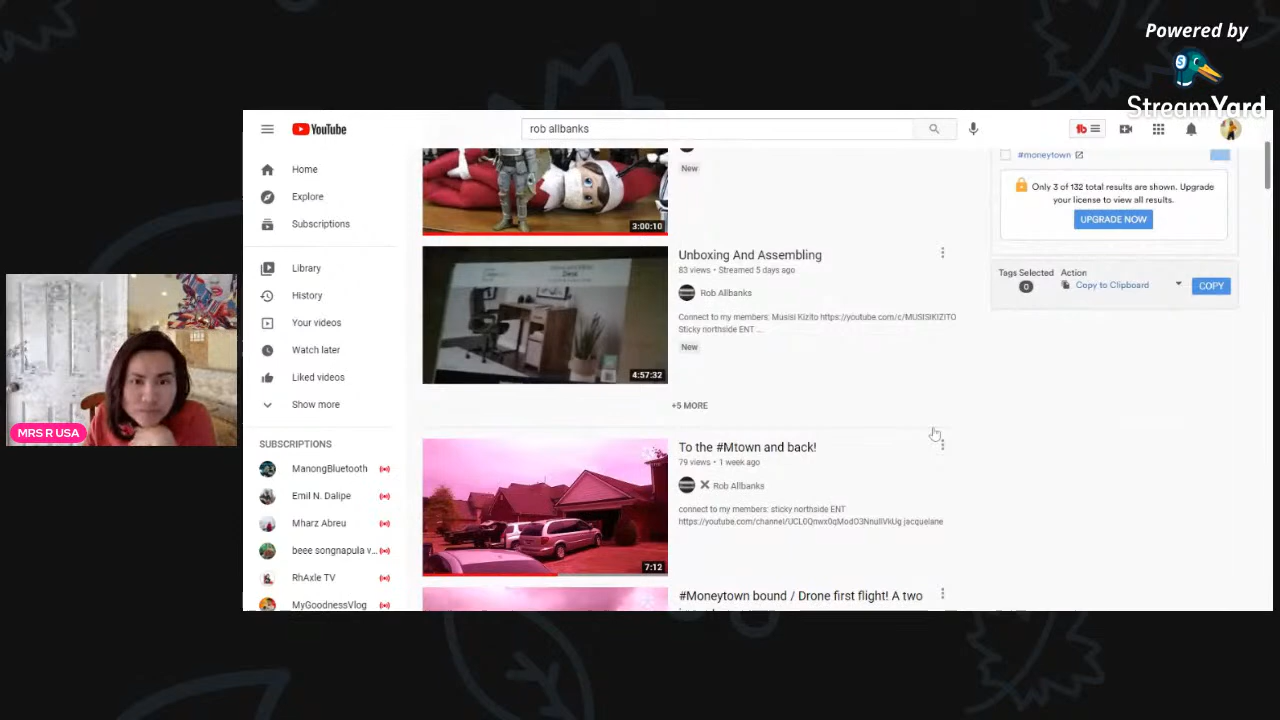 Powered by
StreamYard
YouTube
rob allbanks
Home
Explore
Subscriptions
Library
History
Your videos
Watch later
Liked videos
Show more
SUBSCRIPTIONS
ManongBluetooth
Emil N. Dalipe
Mharz Abreu
beee songnapula v...
RhAxle TV
MyGoodnessVlog
MRS R USA
New
3:00:10
Unboxing And Assembling
83 views • Streamed 5 days ago
Rob Allbanks
Connect to my members: Musisi Kizito https://youtube.com/c/MUSISIKIZITO
Sticky northside ENT ...
New
4:57:32
+5 MORE
To the #Mtown and back!
79 views • 1 week ago
Rob Allbanks
connect to my members: sticky northside ENT
jacquelane
7:12
#Moneytown bound / Drone first flight! A two
#moneytown
Only 3 of 132 total results are shown. Upgrade
your license to view all results.
UPGRADE NOW
Tags Selected
0
Action
Copy to Clipboard
COPY